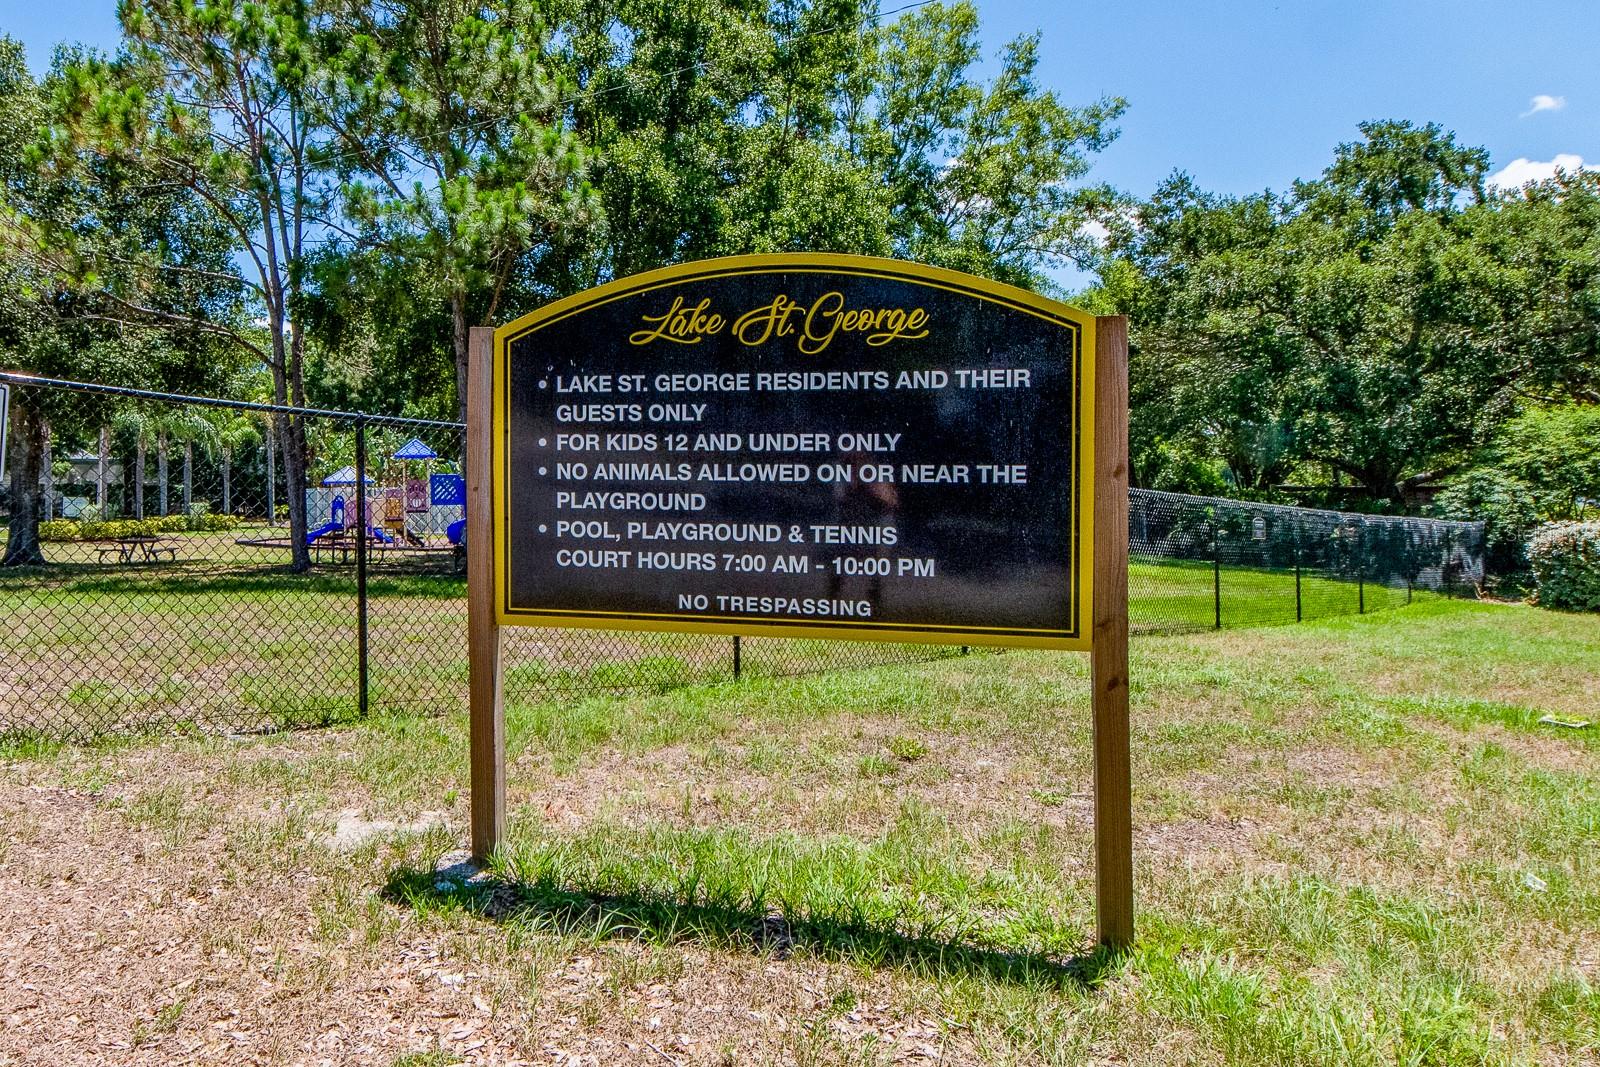 Lake St. George
• LAKE ST. GEORGE RESIDENTS AND THEIR
GUESTS ONLY
• FOR KIDS 12 AND UNDER ONLY
• NO ANIMALS ALLOWED ON OR NEAR THE
PLAYGROUND
• POOL, PLAYGROUND & TENNIS
COURT HOURS 7:00 AM - 10:00 PM
NO TRESPASSING